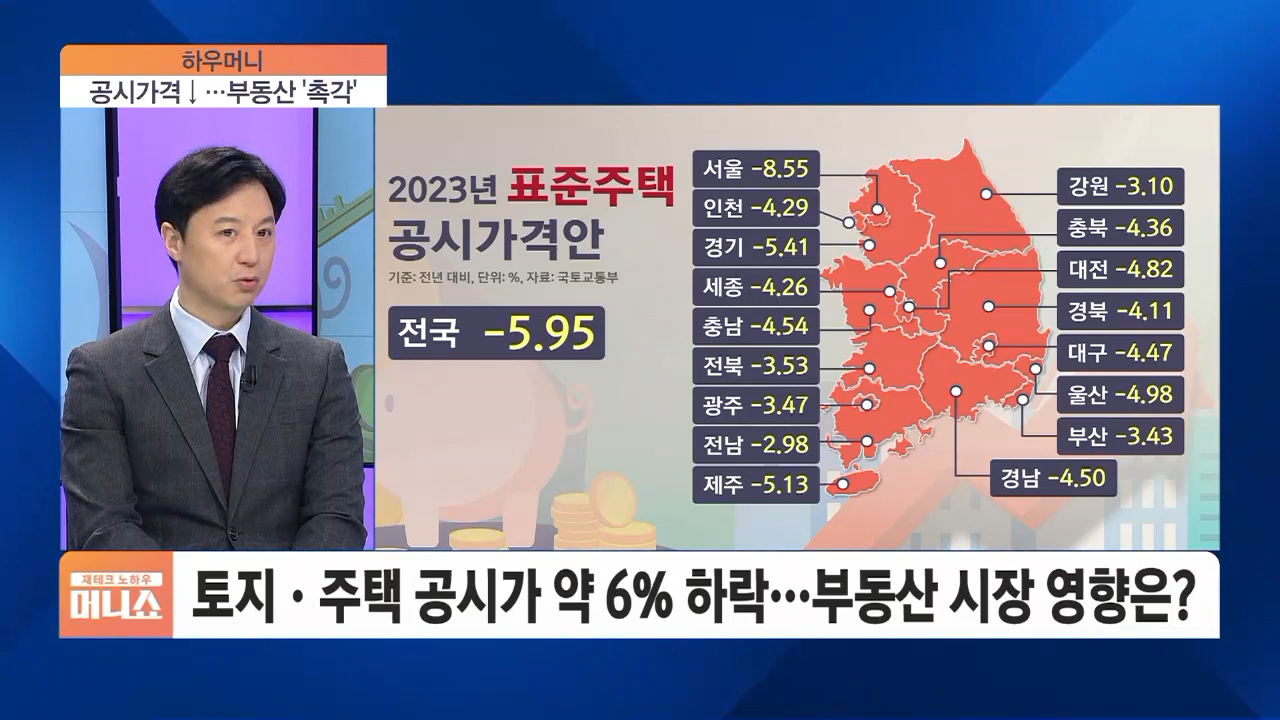 하우머니
공시가격↓…부동산 '촉각'
2023년 표준주택
공시가격안
기준: 전년 대비, 단위: %, 자료: 국토교통부
전국 -5.95
서울 -8.55
인천 -4.29
경기 -5.41
세종 -4.26
충남 -4.54
전북 -3.53
광주 -3.47
전남 -2.98
제주 -5.13
강원 -3.10
충북 -4.36
대전 -4.82
경북 -4.11
대구 -4.47
울산 -4.98
부산 -3.43
경남 -4.50
재테크 노하우
머니쇼
토지·주택 공시가 약 6% 하락…부동산 시장 영향은?